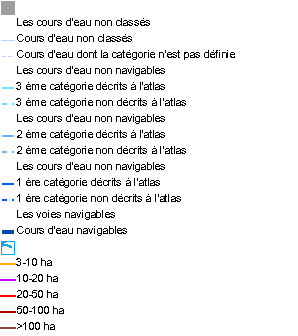 Les cours d'eau non classés
Cours d'eau non classés
Cours d'eau dont la catégorie n'est pas définie
Les cours d'eau non navigables
3 ème catégorie décrits à l'atlas
3 ème catégorie non décrits à l'atlas
Les cours d'eau non navigables
2 ème catégorie décrits à l'atlas
2 ème catégorie non décrits à l'atlas
Les cours d'eau non navigables
1 ère catégorie décrits à l'atlas
1 ère catégorie non décrits à l'atlas
Les voies navigables
Cours d'eau navigables
3-10 ha
10-20 ha
20-50 ha
50-100 ha
>100 ha